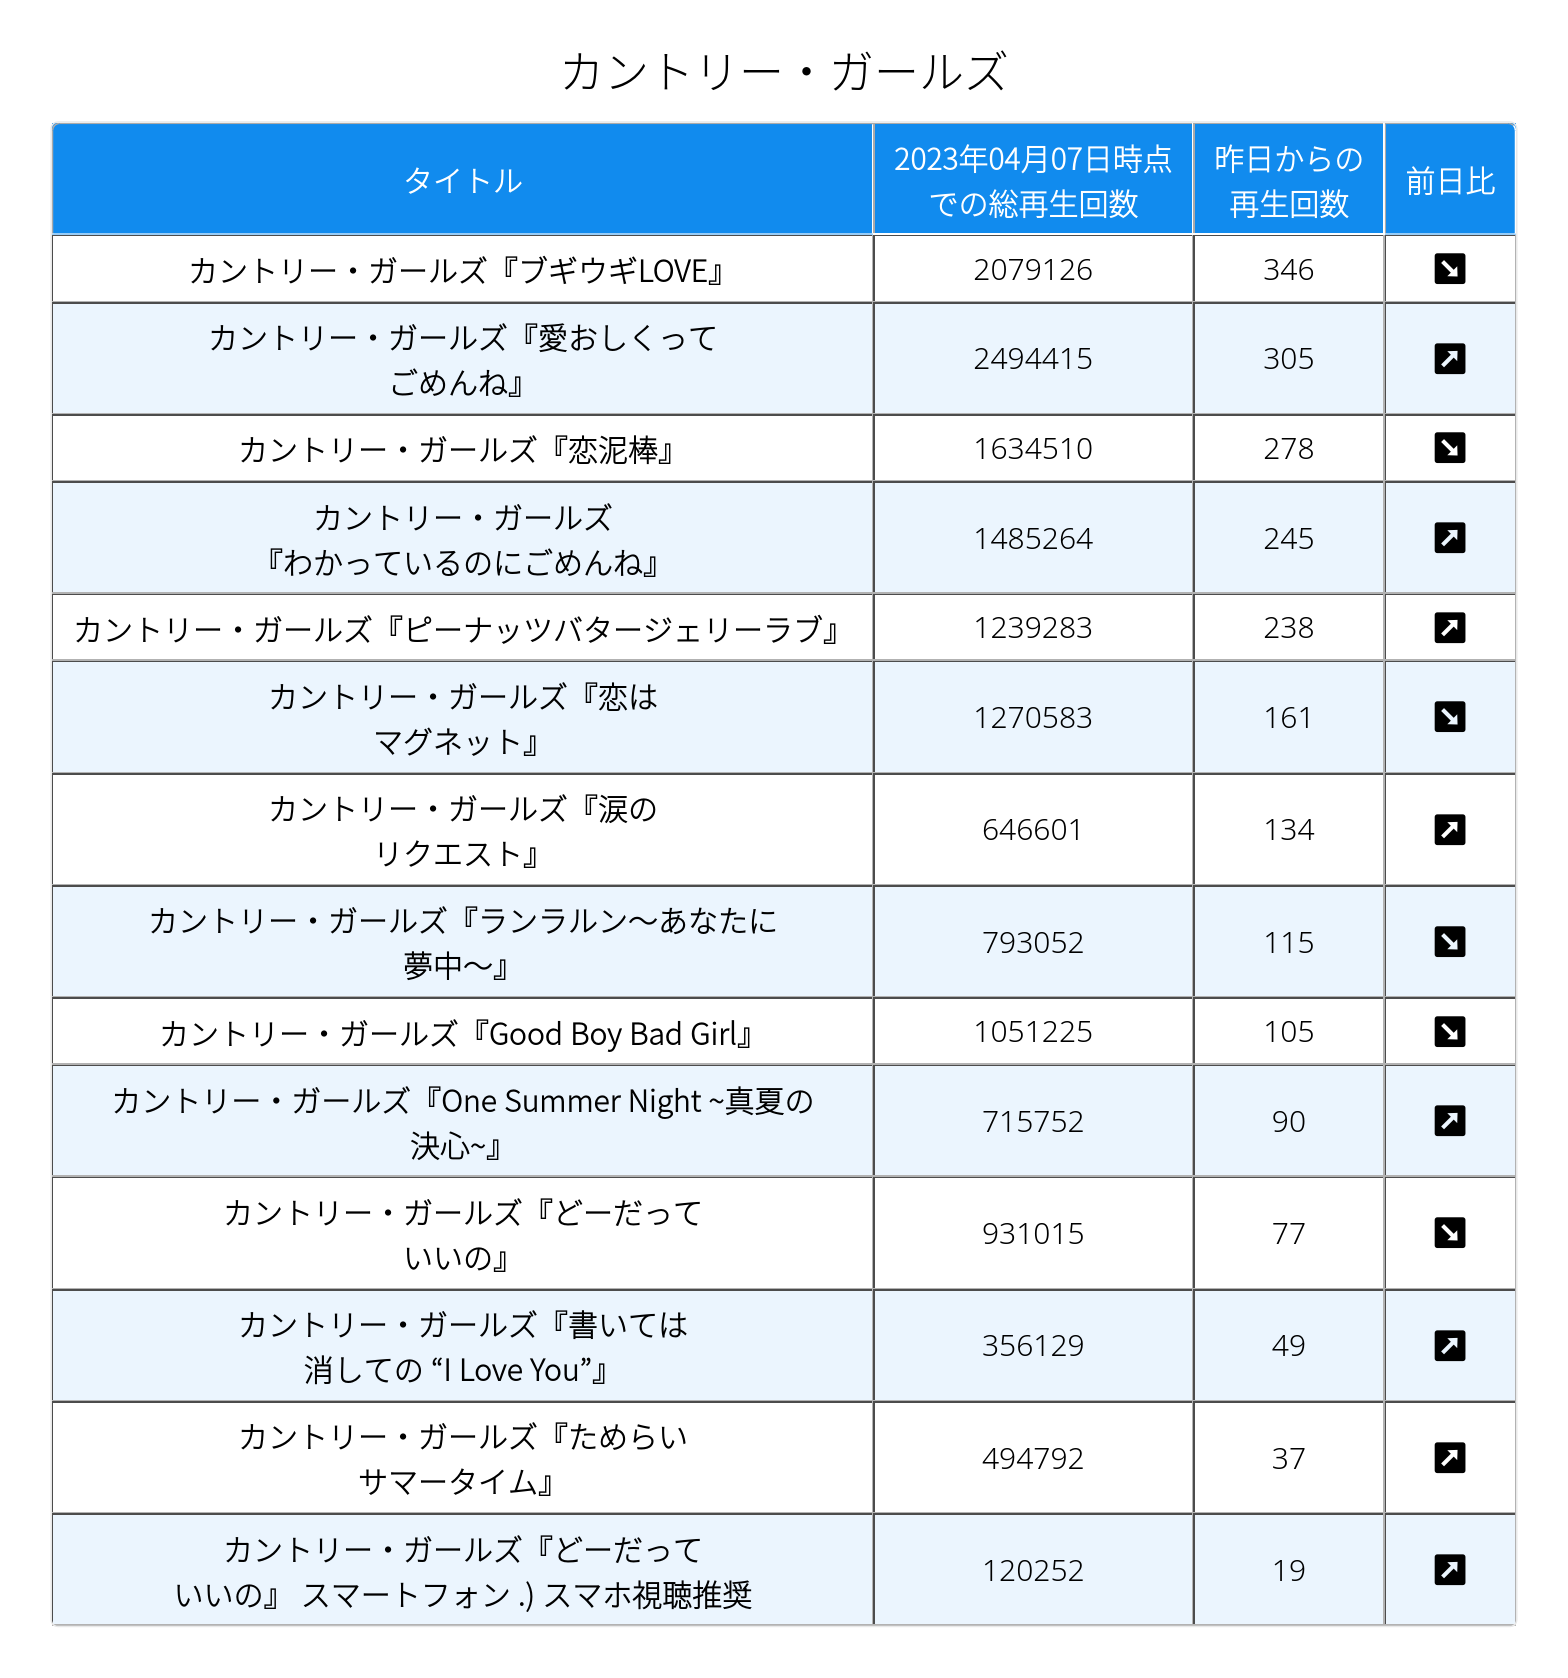 カントリー・ガールズ
タイトル
2023年04月07日時点
での総再生回数
昨日からの
再生回数
前日比
カントリー・ガールズ『ブギウギLOVE』
2079126
346
カントリー・ガールズ『愛おしくって
ごめんね』
2494415
305
カントリー・ガールズ『恋泥棒』
1634510
278
カントリー・ガールズ
『わかっているのにごめんね』
1485264
245
カントリー・ガールズ『ピーナッツバタージェリーラブ』
1239283
238
カントリー・ガールズ『恋は
マグネット』
1270583
161
カントリー・ガールズ『涙の
リクエスト』
646601
134
カントリー・ガールズ『ランラルン～あなたに
夢中～』
793052
115
カントリー・ガールズ『Good Boy Bad Girl』
1051225
105
カントリー・ガールズ『One Summer Night ~真夏の
決心~』
715752
90
カントリー・ガールズ『どーだって
いいの』
931015
77
カントリー・ガールズ『書いては
消しての “I Love You”』
356129
49
カントリー・ガールズ『ためらい
サマータイム』
494792
37
カントリー・ガールズ『どーだって
いいの』 スマートフォン .) スマホ視聴推奨
120252
19